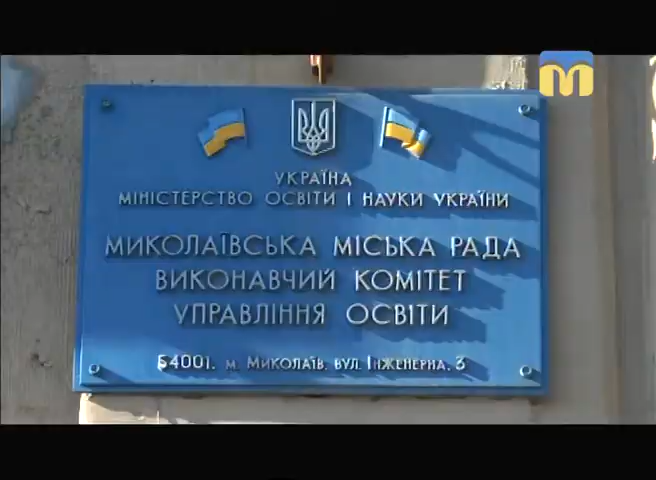 М
УКРАЇНА
МІНІСТЕРСТВО ОСВІТИ І НАУКИ УКРАЇНИ
МИКОЛАЇВСЬКА МІСЬКА РАДА
ВИКОНАВЧИЙ КОМІТЕТ
УПРАВЛІННЯ ОСВІТИ
54001. м. МИКОЛАЇВ. ВУЛ. ІНЖЕНЕРНА. 3